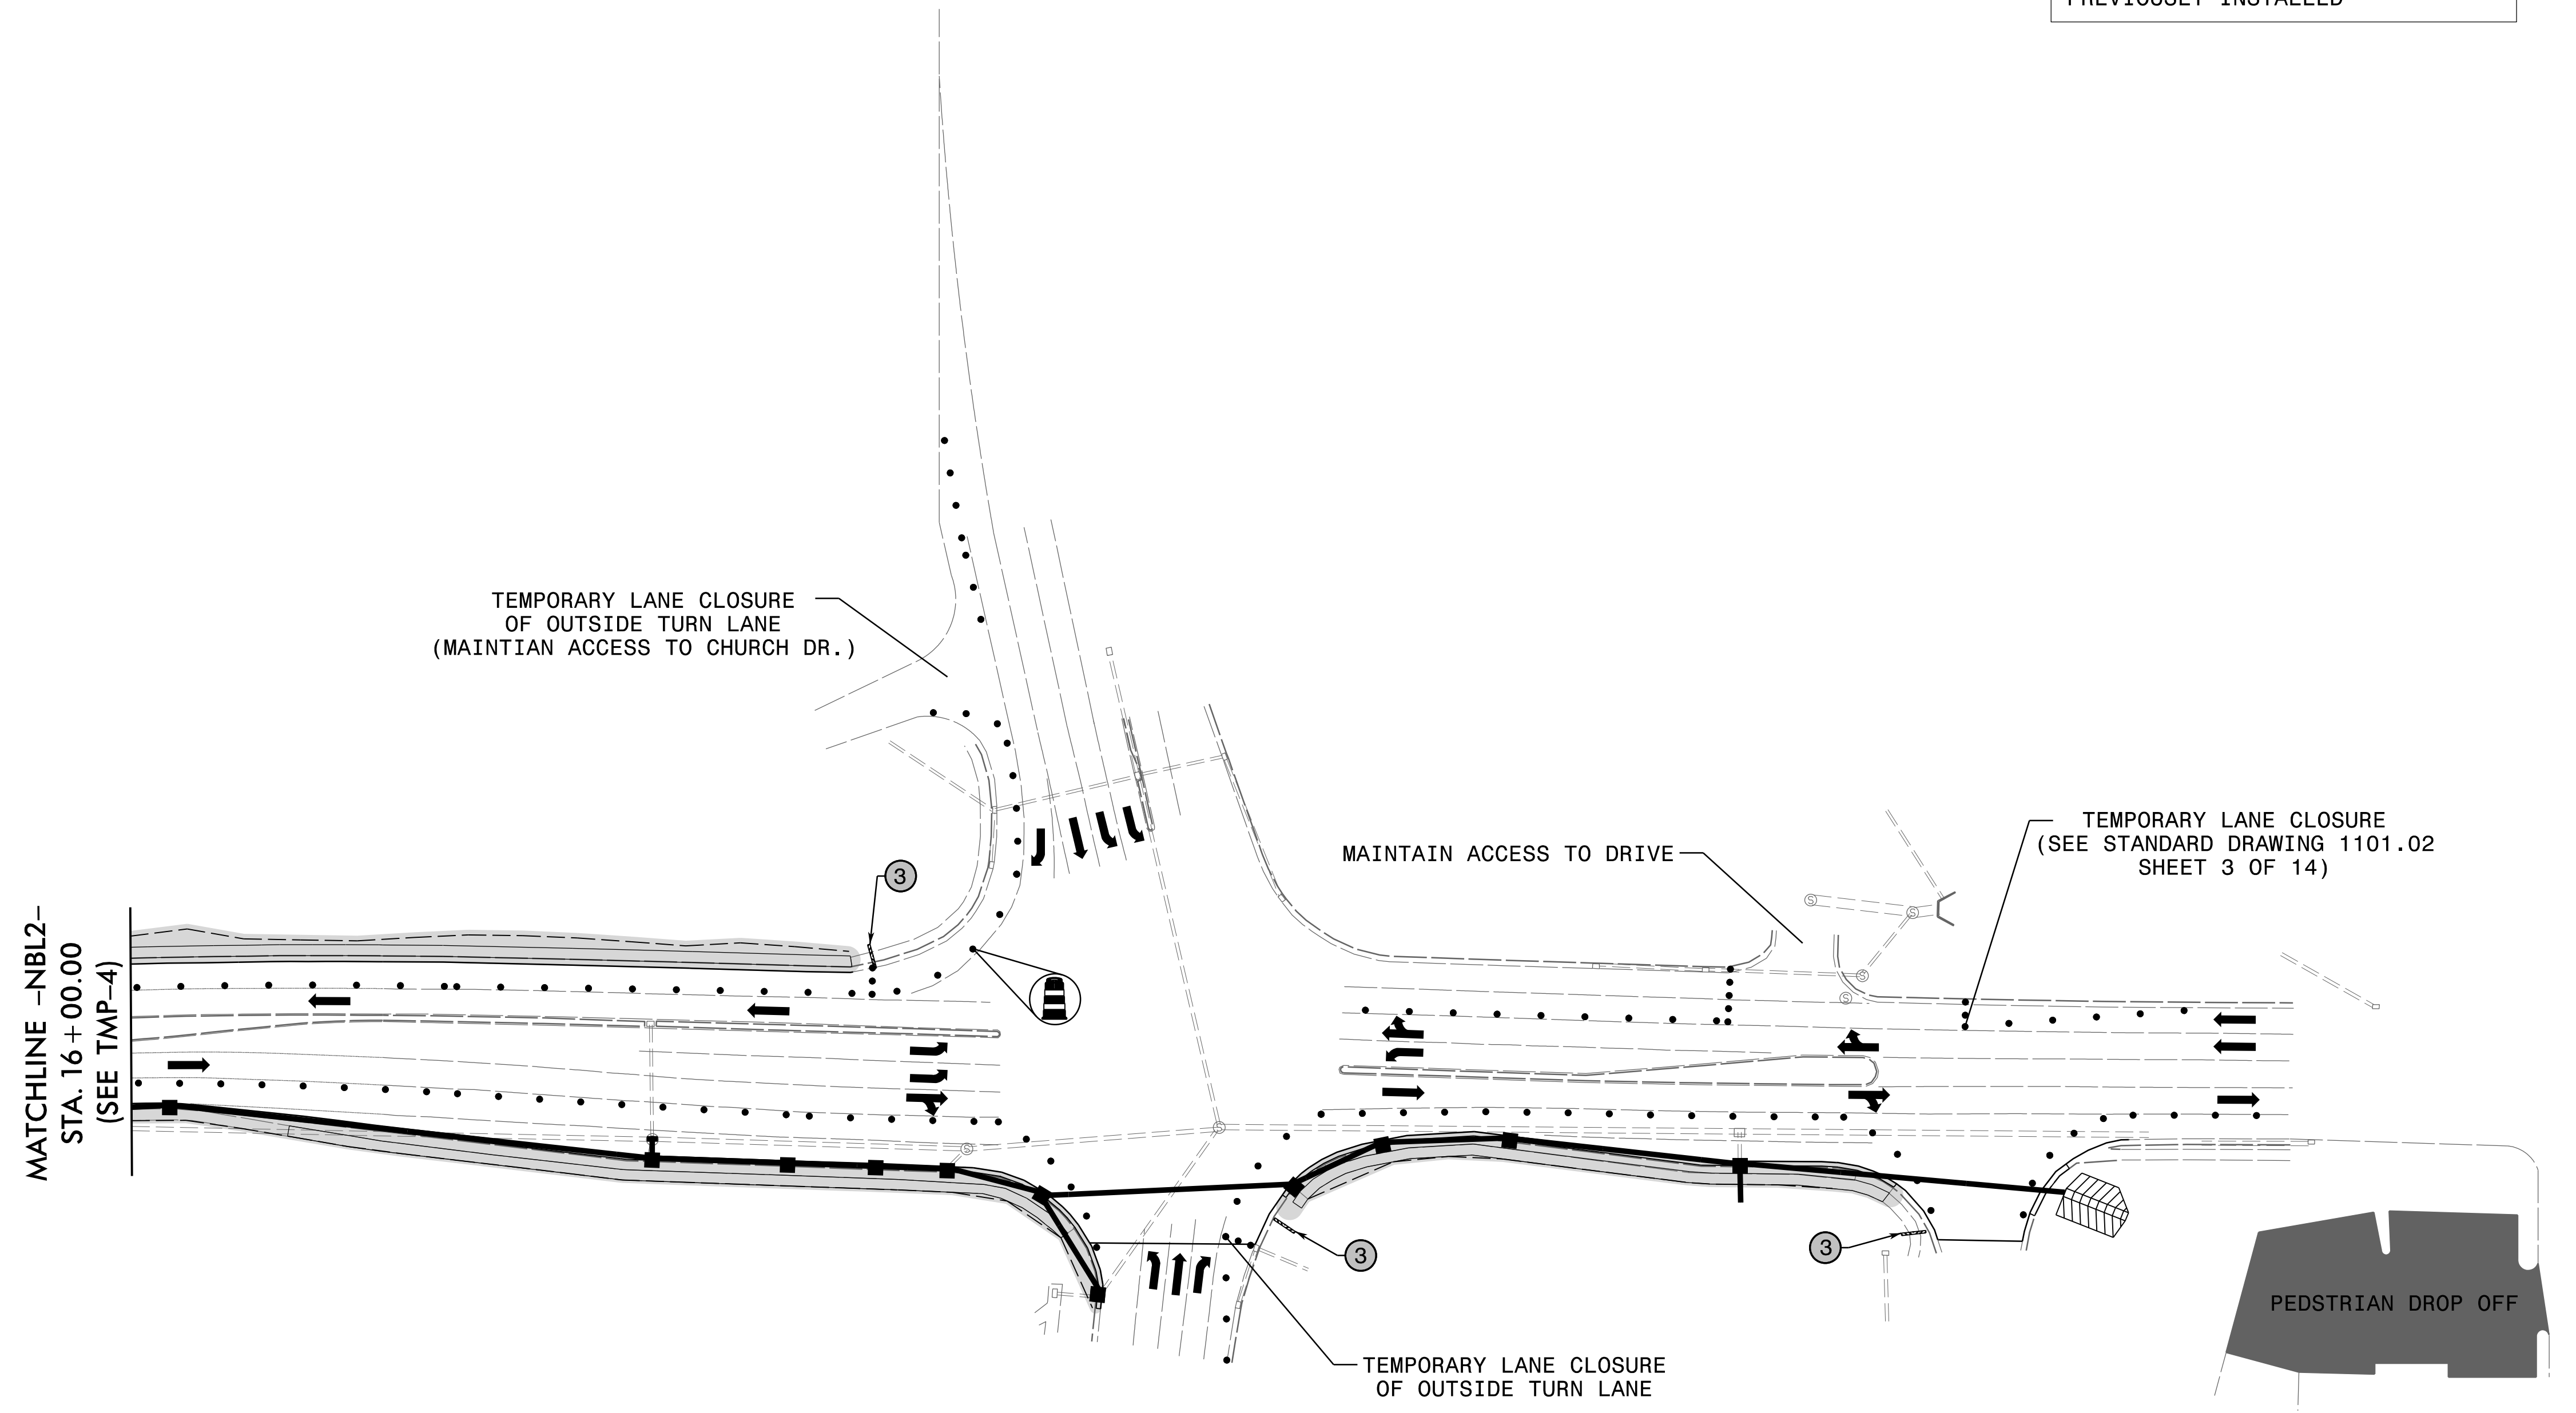 PREVIOUSLY INSTALLED
TEMPORARY LANE CLOSURE
OF OUTSIDE TURN LANE
(MAINTIAN ACCESS TO CHURCH DR.)
MAINTAIN ACCESS TO DRIVE
TEMPORARY LANE CLOSURE
(SEE STANDARD DRAWING 1101.02
SHEET 3 OF 14)
3
MATCHLINE –NBL2–
STA. 16+00.00
(SEE TMP–4)
S
S
S
S
S
S
3
3
PEDSTRIAN DROP OFF
TEMPORARY LANE CLOSURE
OF OUTSIDE TURN LANE